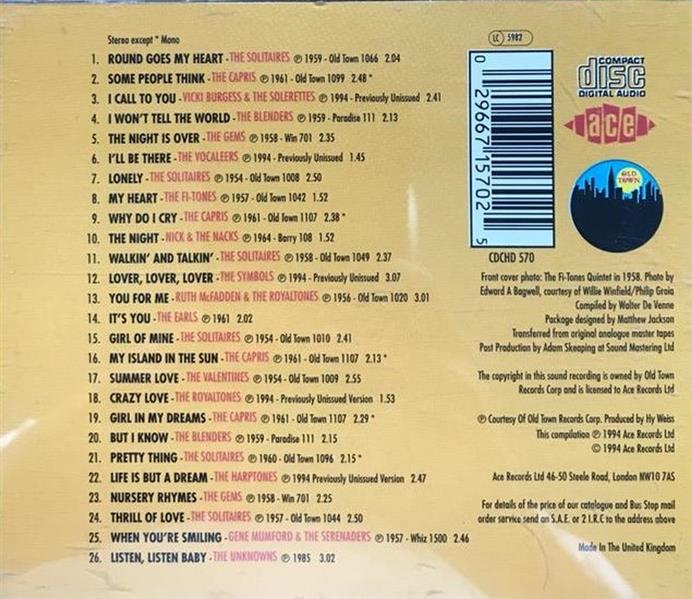 Stereo except * Mono
1. ROUND GOES MY HEART - THE SOLITAIRES ℗ 1959 - Old Town 1066 2.04
2. SOME PEOPLE THINK - THE CAPRIS ℗ 1961 - Old Town 1099 2.48 *
3. I CALL TO YOU - VICKI BURGESS & THE SOLERETTES ℗ 1994 - Previously Unissued 2.41
4. I WON'T TELL THE WORLD - THE BLENDERS ℗ 1959 - Paradise 111 2.13
5. THE NIGHT IS OVER - THE GEMS ℗ 1958 - Win 701 2.35
6. I'LL BE THERE - THE VOCALEERS ℗ 1994 - Previously Unissued 1.45
7. LONELY - THE SOLITAIRES ℗ 1954 - Old Town 1008 2.50
8. MY HEART - THE FI-TONES ℗ 1957 - Old Town 1042 1.52
9. WHY DO I CRY - THE CAPRIS ℗ 1961 - Old Town 1107 2.38 *
10. THE NIGHT - NICK & THE NACKS ℗ 1964 - Barry 108 1.52
11. WALKIN' AND TALKIN' - THE SOLITAIRES ℗ 1958 - Old Town 1049 2.37
12. LOVER, LOVER, LOVER - THE SYMBOLS ℗ 1994 - Previously Unissued 3.07
13. YOU FOR ME - RUTH McFADDEN & THE ROYALTONES ℗ 1956 - Old Town 1020 3.01
14. IT'S YOU - THE EARLS ℗ 1961 2.02
15. GIRL OF MINE - THE SOLITAIRES ℗ 1954 - Old Town 1010 2.41
16. MY ISLAND IN THE SUN - THE CAPRIS ℗ 1961 - Old Town 1107 2.13 *
17. SUMMER LOVE - THE VALENTINES ℗ 1954 - Old Town 1009 2.55
18. CRAZY LOVE - THE ROYALTONES ℗ 1994 - Previously Unissued Version 1.53
19. GIRL IN MY DREAMS - THE CAPRIS ℗ 1961 - Old Town 1107 2.29 *
20. BUT I KNOW - THE BLENDERS ℗ 1959 - Paradise 111 2.15
21. PRETTY THING - THE SOLITAIRES ℗ 1960 - Old Town 1096 2.15 *
22. LIFE IS BUT A DREAM - THE HARPTONES ℗ 1994 Previously Unissued Version 2.47
23. NURSERY RHYMES - THE GEMS ℗ 1958 - Win 701 2.25
24. THRILL OF LOVE - THE SOLITAIRES ℗ 1957 - Old Town 1044 2.50
25. WHEN YOU'RE SMILING - GENE MUMFORD & THE SERENADERS ℗ 1957 - Whiz 1500 2.46
26. LISTEN, LISTEN BABY - THE UNKNOWNS ℗ 1985 3.02
LC 5982
0 29667 15702 5
CDCHD 570
COMPACT
disc
DIGITAL AUDIO
ace
OLD
TOWN
Front cover photo: The Fi-Tones Quintet in 1958. Photo by
Edward A Bagwell, courtesy of Willie Winfield/Philip Groia
Compiled by Walter De Venne
Package designed by Matthew Jackson
Transferred from original analogue master tapes
Post Production by Adam Skeaping at Sound Mastering Ltd
The copyright in this sound recording is owned by Old Town
Records Corp and is licensed to Ace Records Ltd
℗ Courtesy Of Old Town Records Corp. Produced by Hy Weiss
This compilation ℗ 1994 Ace Records Ltd
© 1994 Ace Records Ltd
Ace Records Ltd 46-50 Steele Road, London NW10 7AS
For details of the price of our catalogue and Bus Stop mail
order service send an S.A.E. or 2 I.R.C to the address above
Made In The United Kingdom